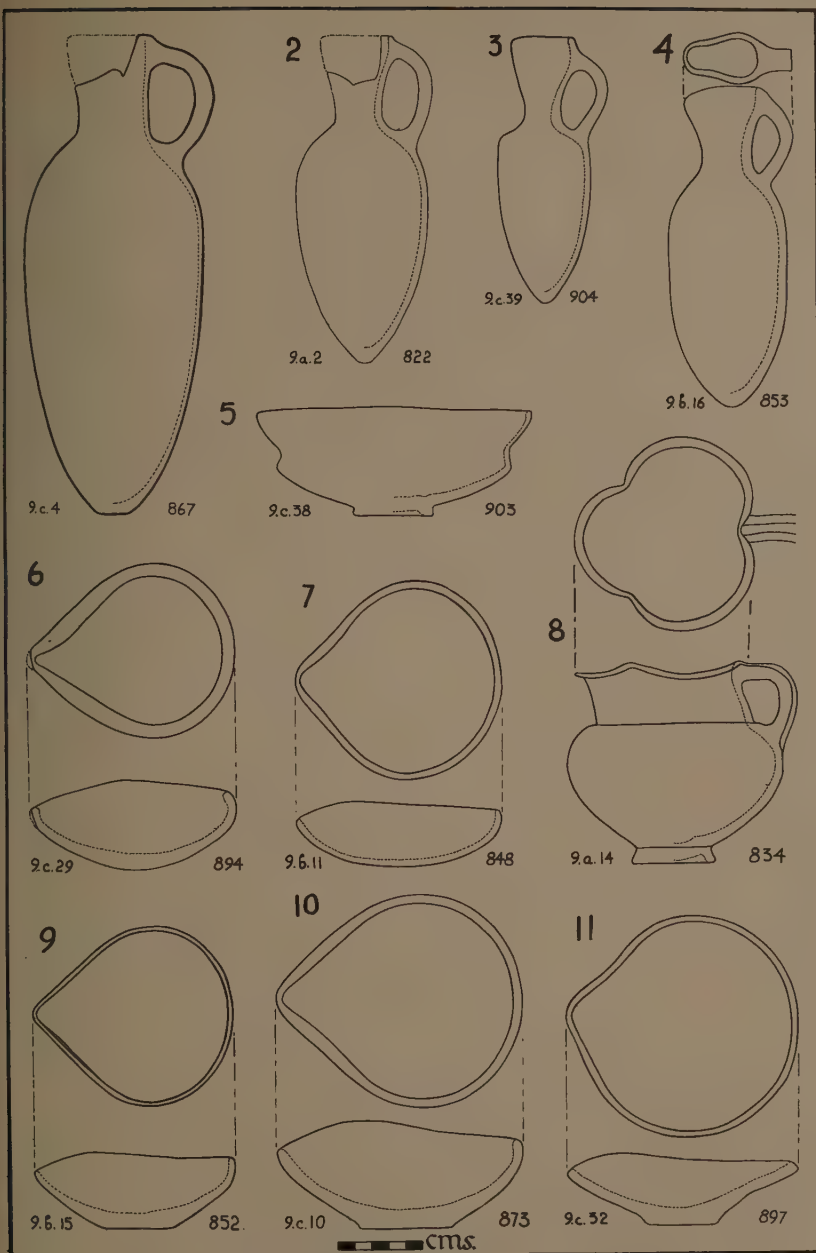 2
3
4
9.c.39 904
9.a.2 822
9.b.16 853
5
9.c.4 867
9.c.38 903
6
7
8
9.c.29 894
9.b.11 848
9.a.14 834
9
10
11
9.b.15 852.
9.c.10 873
9.c.32 897
cms.